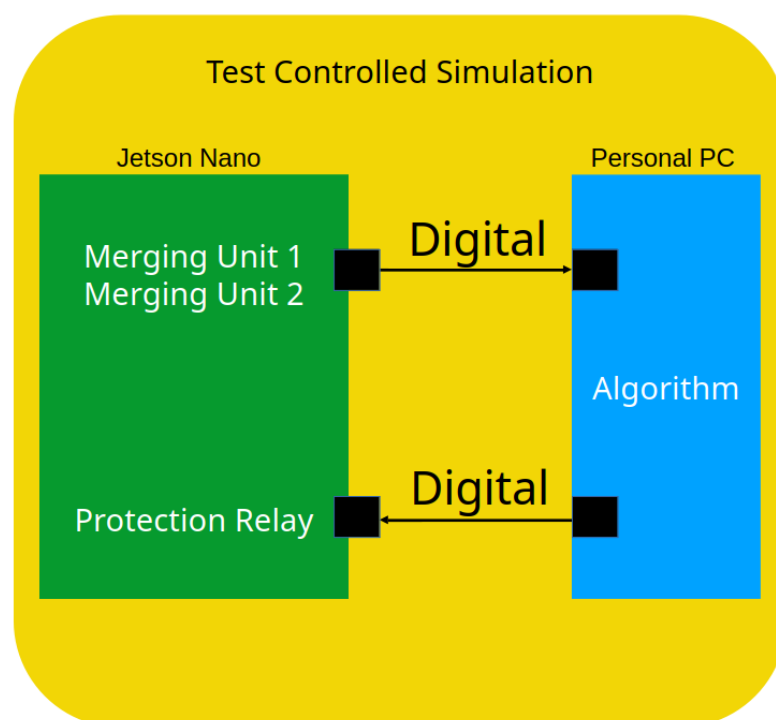 Test Controlled Simulation
Jetson Nano
Personal PC
Merging Unit 1
Merging Unit 2
Digital
Algorithm
Digital
Protection Relay